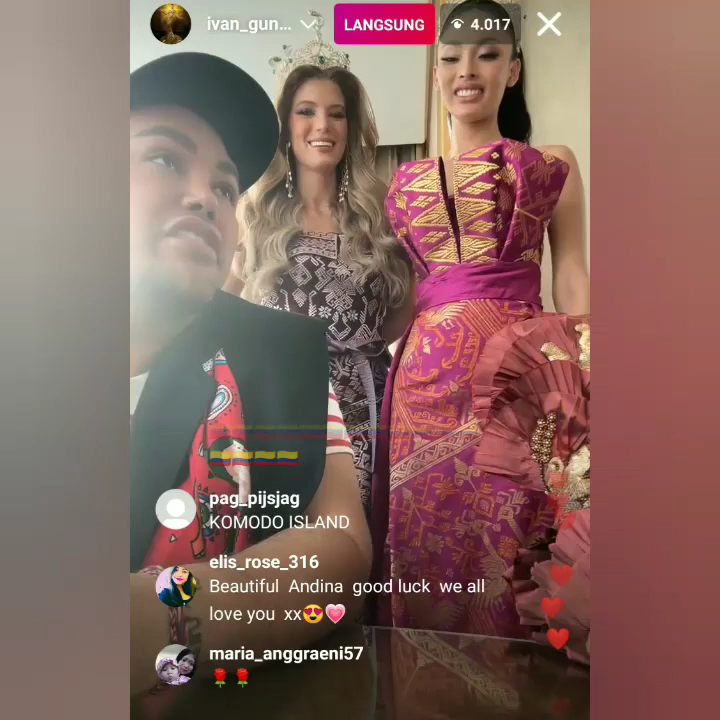 ivan_gun...
LANGSUNG
4.017
pag_pijsjag
KOMODO ISLAND
elis_rose_316
Beautiful Andina good luck we all
love you xx😍💗
maria_anggraeni57
🌹🌹